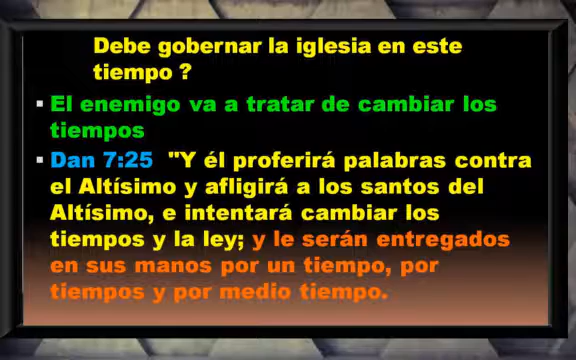 Debe gobernar la iglesia en este
tiempo ?
▪ El enemigo va a tratar de cambiar los
tiempos
▪ Dan 7:25 "Y él proferirá palabras contra
el Altísimo y afligirá a los santos del
Altísimo, e intentará cambiar los
tiempos y la ley; y le serán entregados
en sus manos por un tiempo, por
tiempos y por medio tiempo.